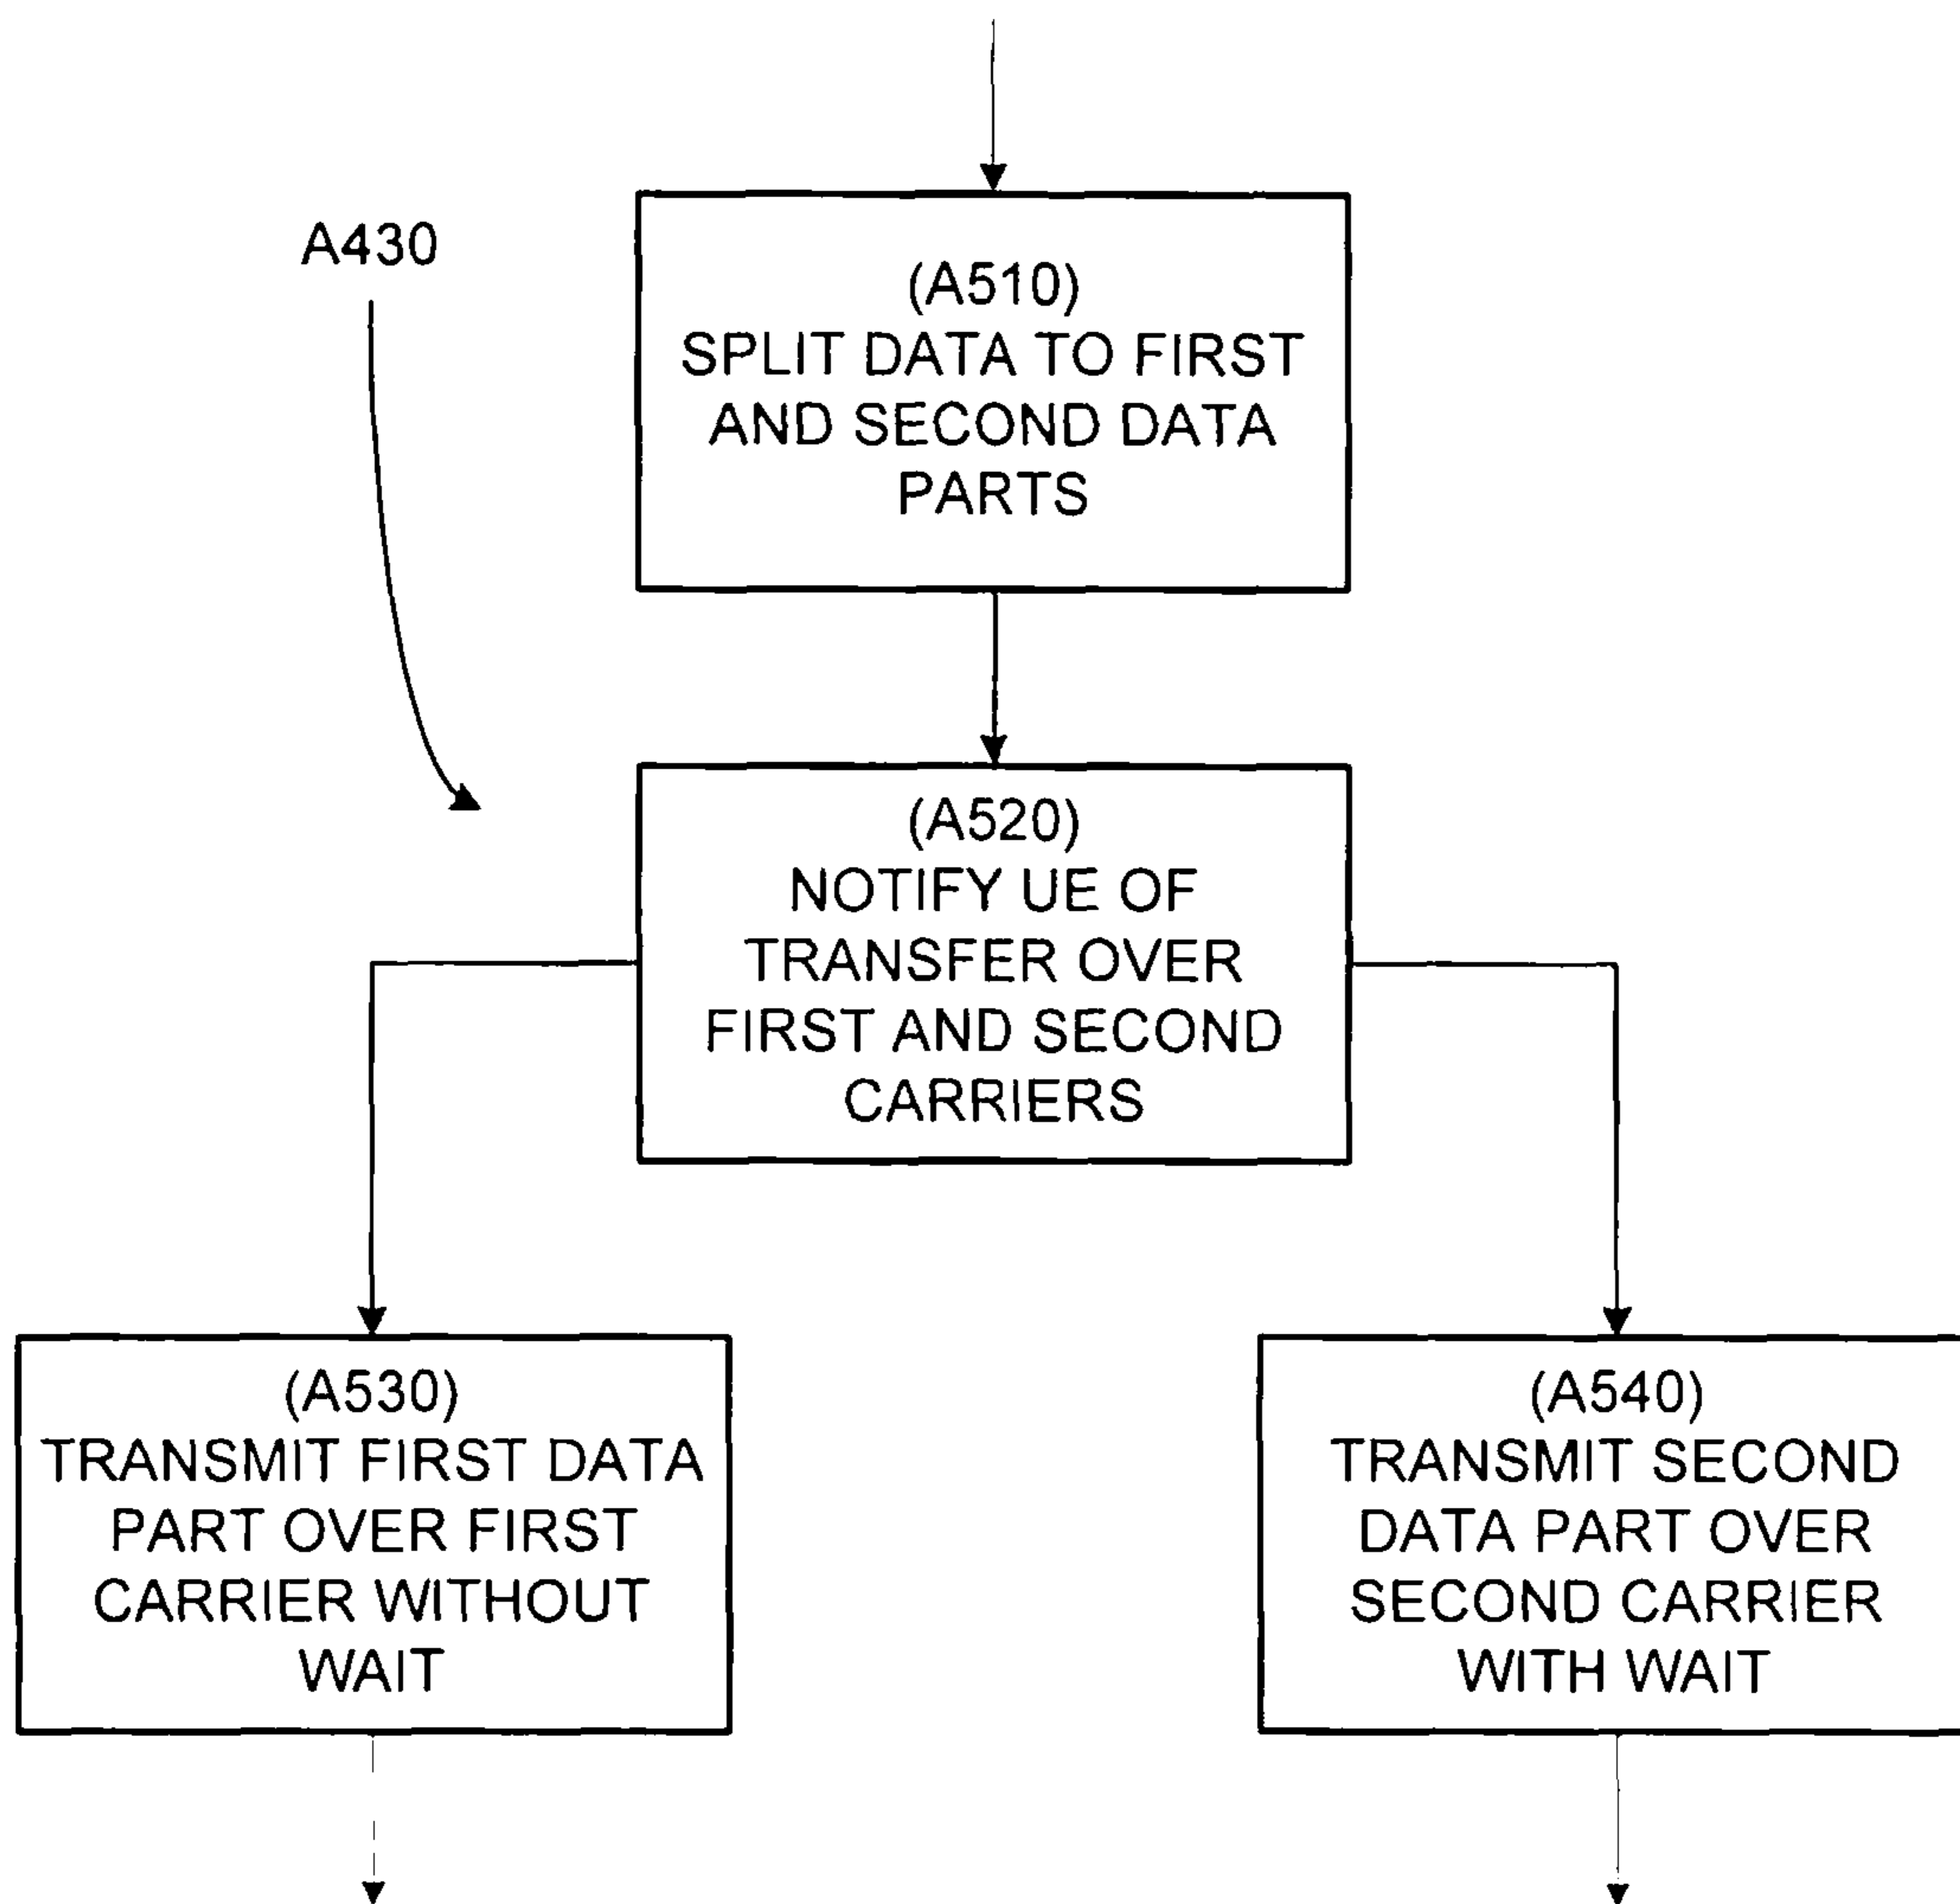 A430
(A510)
SPLIT DATA TO FIRST
AND SECOND DATA
PARTS
(A520)
NOTIFY UE OF
TRANSFER OVER
FIRST AND SECOND
CARRIERS
(A530)
TRANSMIT FIRST DATA
PART OVER FIRST
CARRIER WITHOUT
WAIT
(A540)
TRANSMIT SECOND
DATA PART OVER
SECOND CARRIER
WITH WAIT